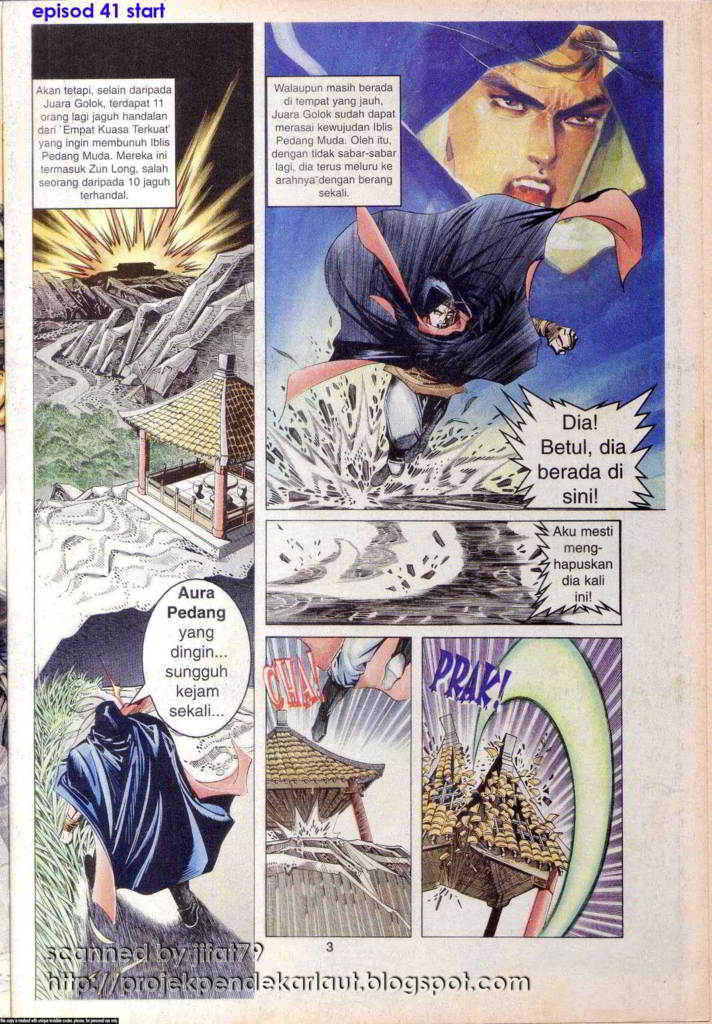 episod 41 start
Akan tetapi, selain daripada
Juara Golok, terdapat 11
orang lagi jaguh handalan
dari `Empat Kuasa Terkuat'
yang ingin membunuh Iblis
Pedang Muda. Mereka ini
termasuk Zun Long, salah
seorang daripada 10 jaguh
terhandal.
Walaupun masih berada
di tempat yang jauh,
Juara Golok sudah dapat
merasai kewujudan Iblis
Pedang Muda. Oleh itu,
dengan tidak sabar-sabar
lagi, dia terus meluru ke
arahnya dengan berang
sekali.
Dia!
Betul, dia
berada di
sini!
Aku mesti
meng-
hapuskan
dia kali
ini!
Aura
Pedang
yang
dingin...
sungguh
kejam
sekali...
CHA!
PRAK!
3
scanned by jifat79
http://projekpendekarlaut.blogspot.com